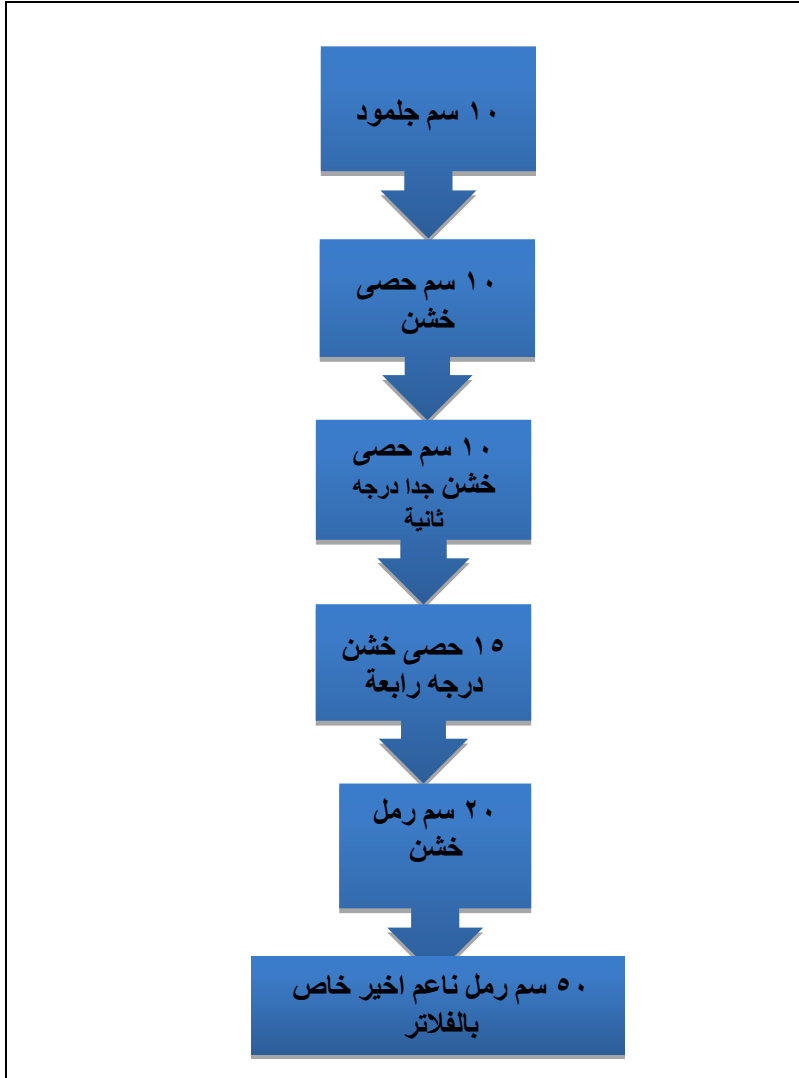 ١٠ سم جلمود
١٠ سم حصى
خشن
١٠ سم حصى
خشن جدا درجه
ثانية
١٥ حصى خشن
درجه رابعة
٢٠ سم رمل
خشن
٥٠ سم رمل ناعم اخير خاص
بالفلاتر